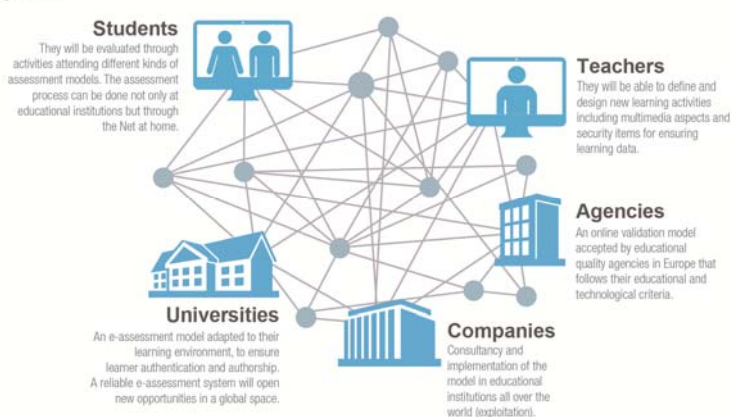 Students
They will be evaluated through
activities attending different kinds of
assessment models. The assessment
process can be done not only at
educational institutions but through
the Net at home.
Teachers
They will be able to define and
design new learning activities
including multimedia aspects and
security items for ensuring
learning data.
Agencies
An online validation model
accepted by educational
quality agencies in Europe that
follows their educational and
technological criteria.
Universities
An e-assessment model adapted to their
learning environment, to ensure
learner authentication and authorship.
A reliable e-assessment system will open
new opportunities in a global space.
Companies
Consultancy and
implementation of the
model in educational
institutions all over the
world (exploitation).